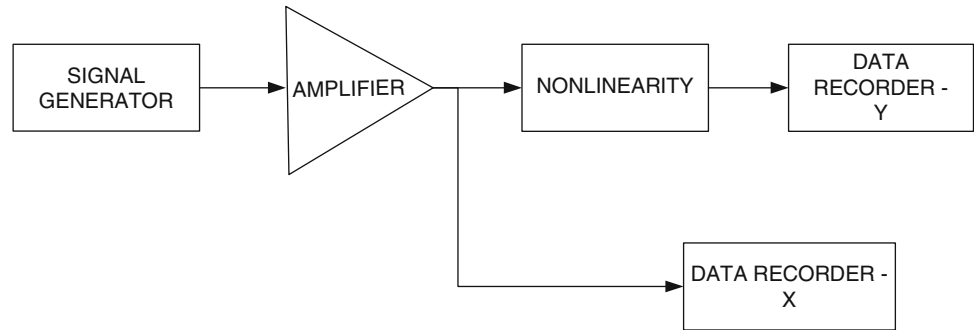 SIGNAL
GENERATOR
AMPLIFIER
NONLINEARITY
DATA
RECORDER -
Y
DATA RECORDER -
X